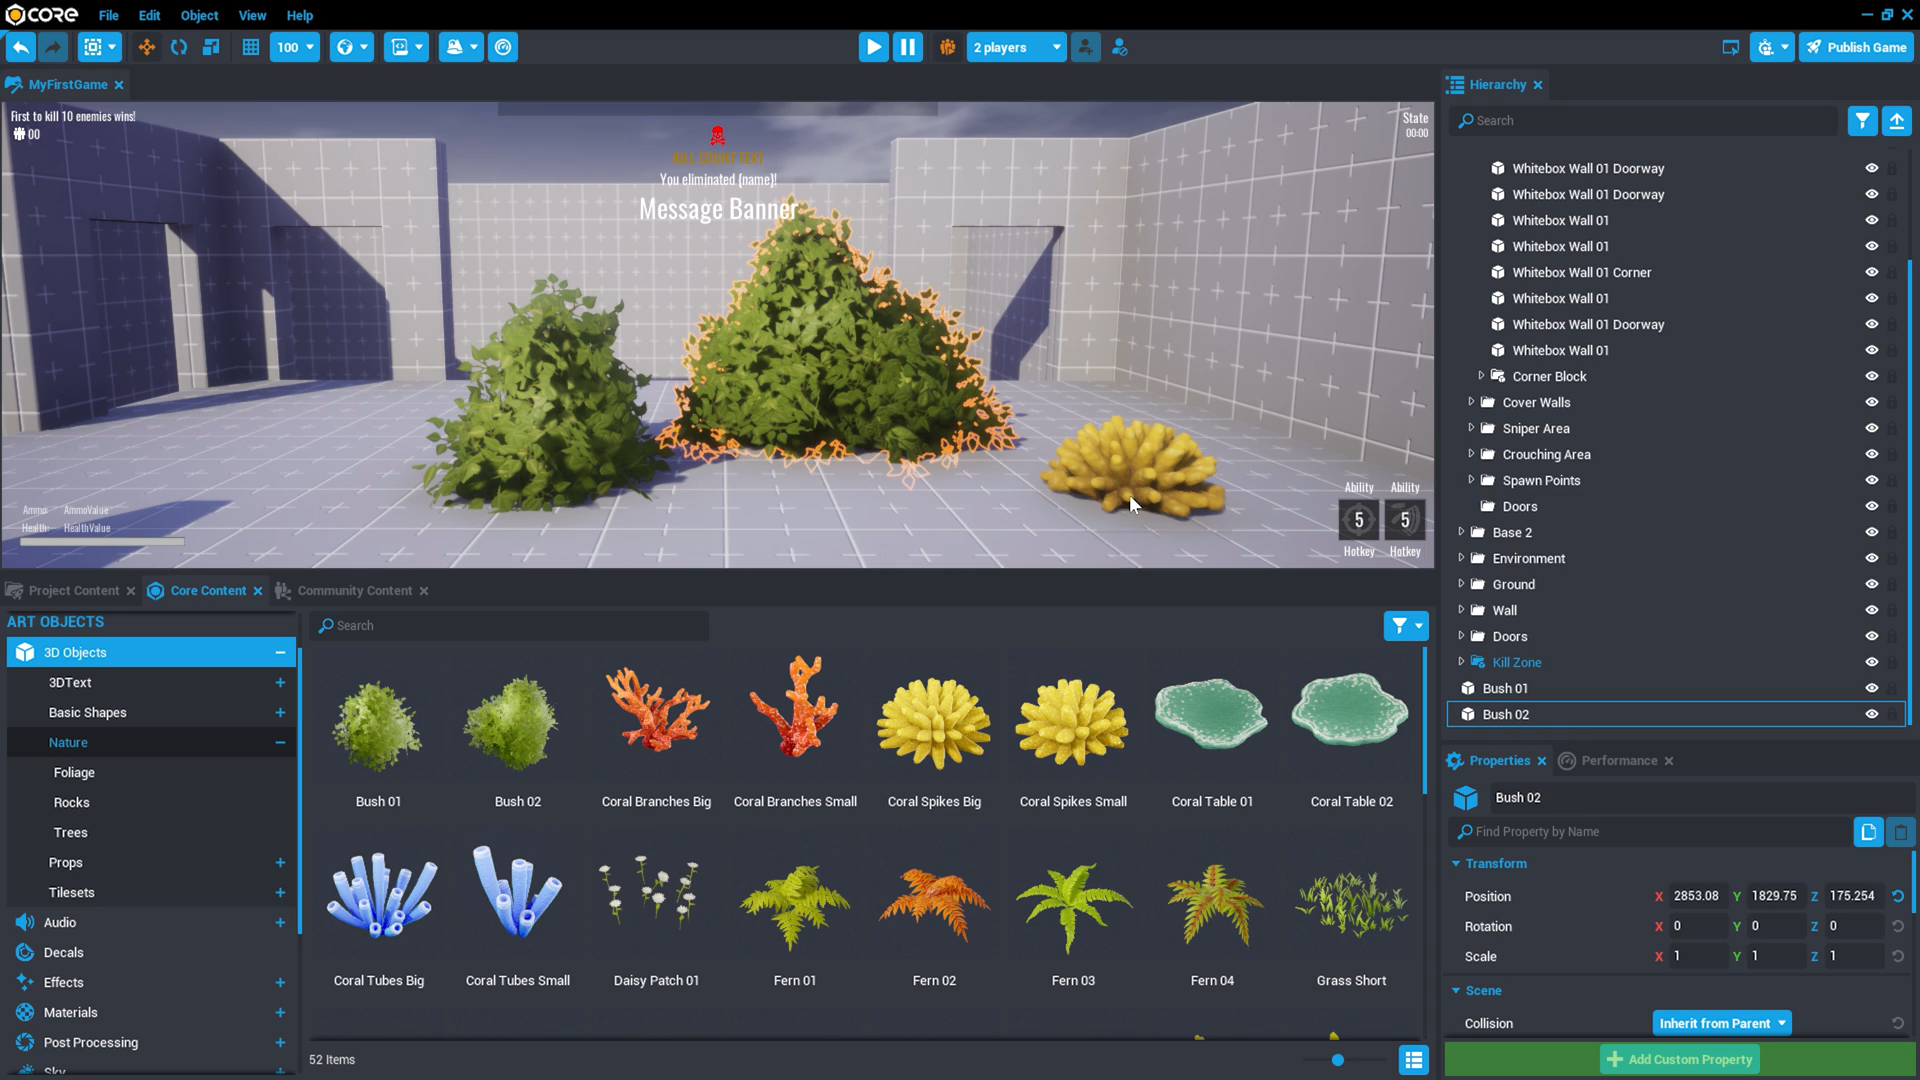 CORE
File
Edit
Object
View
Help
100
2 players
Publish Game
MyFirstGame
First to kill 10 enemies wins!
00
KILL COUNT TEXT
You eliminated {name}!
Message Banner
State
00:00
Ammo: AmmoValue
Health: HealthValue
Ability Ability
5 5
Hotkey Hotkey
Hierarchy
Search
Whitebox Wall 01 Doorway
Whitebox Wall 01 Doorway
Whitebox Wall 01
Whitebox Wall 01
Whitebox Wall 01 Corner
Whitebox Wall 01
Whitebox Wall 01 Doorway
Whitebox Wall 01
Corner Block
Cover Walls
Sniper Area
Crouching Area
Spawn Points
Doors
Base 2
Environment
Ground
Wall
Doors
Kill Zone
Bush 01
Bush 02
Project Content
Core Content
Community Content
ART OBJECTS
3D Objects
3DText
Basic Shapes
Nature
Foliage
Rocks
Trees
Props
Tilesets
Audio
Decals
Effects
Materials
Post Processing
Sky
Search
Bush 01
Bush 02
Coral Branches Big
Coral Branches Small
Coral Spikes Big
Coral Spikes Small
Coral Table 01
Coral Table 02
Coral Tubes Big
Coral Tubes Small
Daisy Patch 01
Fern 01
Fern 02
Fern 03
Fern 04
Grass Short
52 Items
Properties
Performance
Bush 02
Find Property by Name
Transform
Position X 2853.08 Y 1829.75 Z 175.254
Rotation X 0 Y 0 Z 0
Scale X 1 Y 1 Z 1
Scene
Collision Inherit from Parent
Add Custom Property